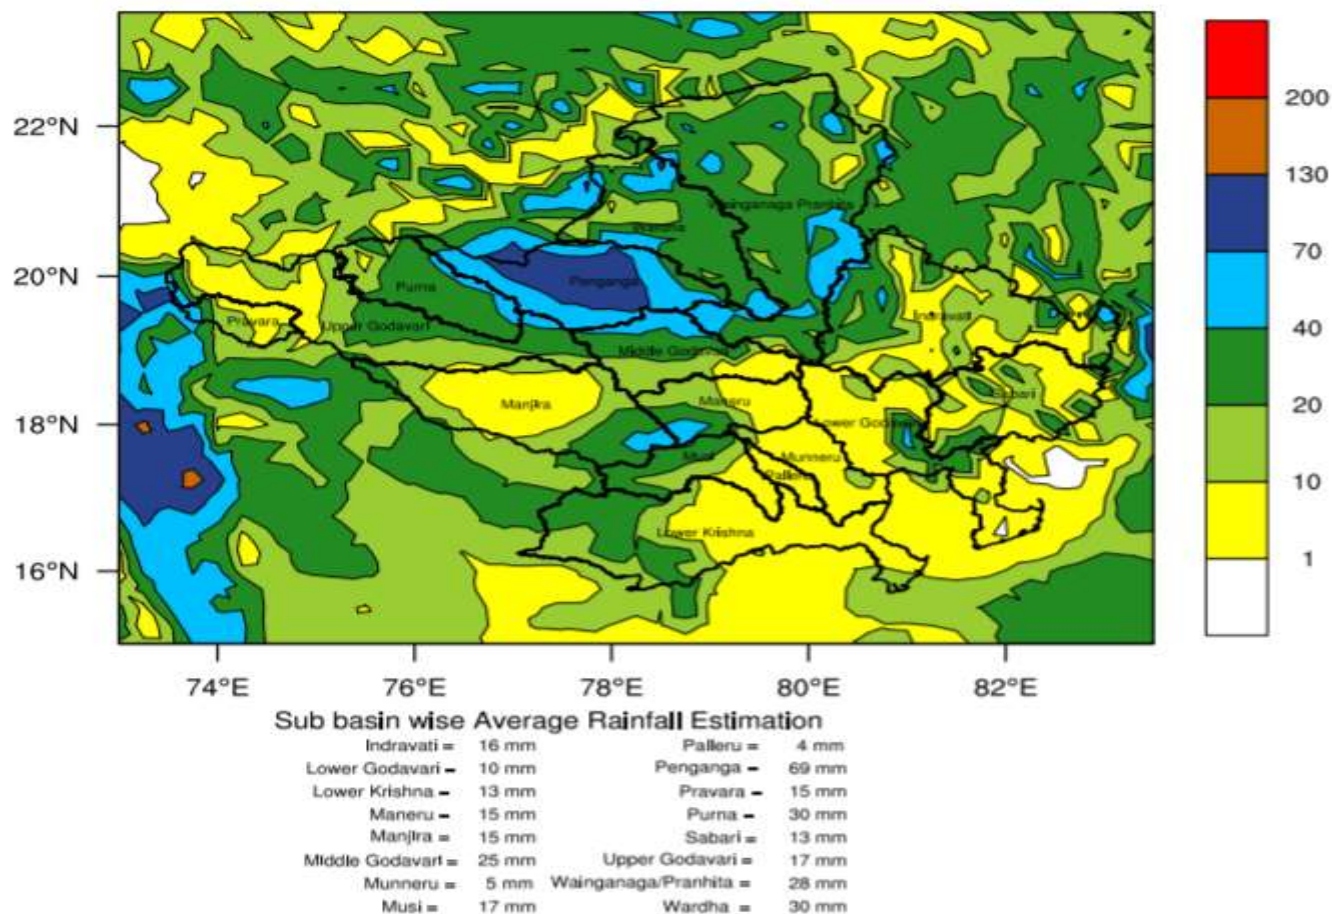 200
130
70
40
20
10
1
22°N
20°N
18°N
16°N
74°E 76°E 78°E 80°E 82°E
Wainganaga Pranhita
Wardha
Penganga
Purna
Pravara
Upper Godavari
Indravati
Middle Godavari
Manjira
Maneru
Sabari
Lower Godavari
Musi
Munneru
Palleru
Lower Krishna
Sub basin wise Average Rainfall Estimation
Indravati = 16 mm Palleru = 4 mm
Lower Godavari = 10 mm Penganga = 69 mm
Lower Krishna = 13 mm Pravara = 15 mm
Maneru = 15 mm Purna = 30 mm
Manjira = 15 mm Sabari = 13 mm
Middle Godavari = 25 mm Upper Godavari = 17 mm
Munneru = 5 mm Wainganaga/Pranhita = 28 mm
Musi = 17 mm Wardha = 30 mm